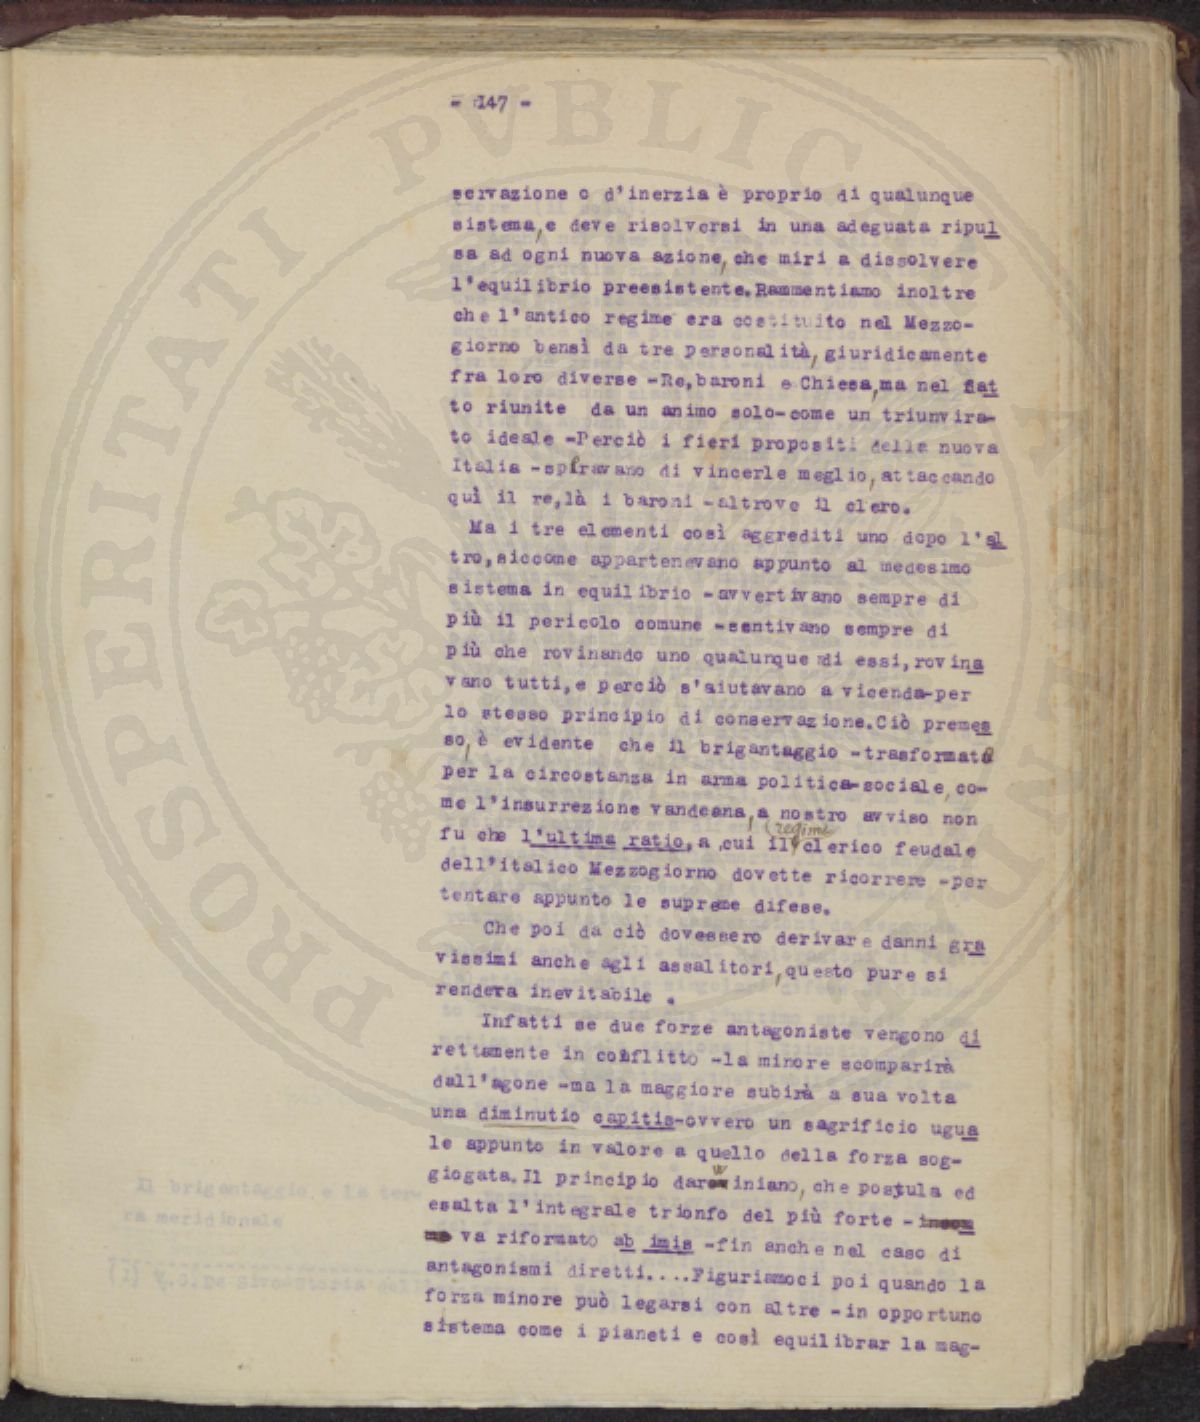 - 147 -
servazione o d'inerzia è proprio di qualunque
sistema, e deve risolversi in una adeguata ripul
sa ad ogni nuova azione, che miri a dissolvere
l'equilibrio preesistente. Rammentiamo inoltre
che l'antico regime era costituito nel Mezzo-
giorno bensì da tre personalità, giuridicamente
fra loro diverse -Re, baroni e Chiesa, ma nel fat
to riunite da un animo solo-come un triunvira-
to ideale -Perciò i fieri propositi della nuova
Italia -spiravano di vincerle meglio, attaccando
quì il re, là i baroni -altrove il clero.
Ma i tre elementi così aggrediti uno dopo l'al
tro, siccome appartenevano appunto al medesimo
sistema in equilibrio -avvertivano sempre di
più il pericolo comune -sentivano sempre di
più che rovinando uno qualunque di essi, rovina
vano tutti, e perciò s'aiutavano a vicenda-per
lo stesso principio di conservazione. Ciò premes
so, è evidente che il brigantaggio -trasformato
per la circostanza in arma politica-sociale, co-
me l'insurrezione vandeana, a nostro avviso non
(regime
fu che l'ultima ratio, a cui il clerico feudale
dell'italico Mezzogiorno dovette ricorrere -per
tentare appunto le supreme difese.
Che poi da ciò dovessero derivare danni gra
vissimi anche agli assalitori, questo pure si
rendeva inevitabile .
Infatti se due forze antagoniste vengono di
rettamente in conflitto -la minore scomparirà
dall'agone -ma la maggiore subirà a sua volta
una diminutio capitis-ovvero un sagrificio ugua
le appunto in valore a quello della forza sog-
giogata. Il principio darwiniano, che postula ed
esalta l'integrale trionfo del più forte -
va riformato ab imis -fin anche nel caso di
antagonismi diretti....Figuriamoci poi quando la
forza minore può legarsi con altre -in opportuno
sistema come i pianeti e così equilibrar la mag-
Il brigantaggio e la ter-
ra meridionale
PROSPERITATI PVBLICAE